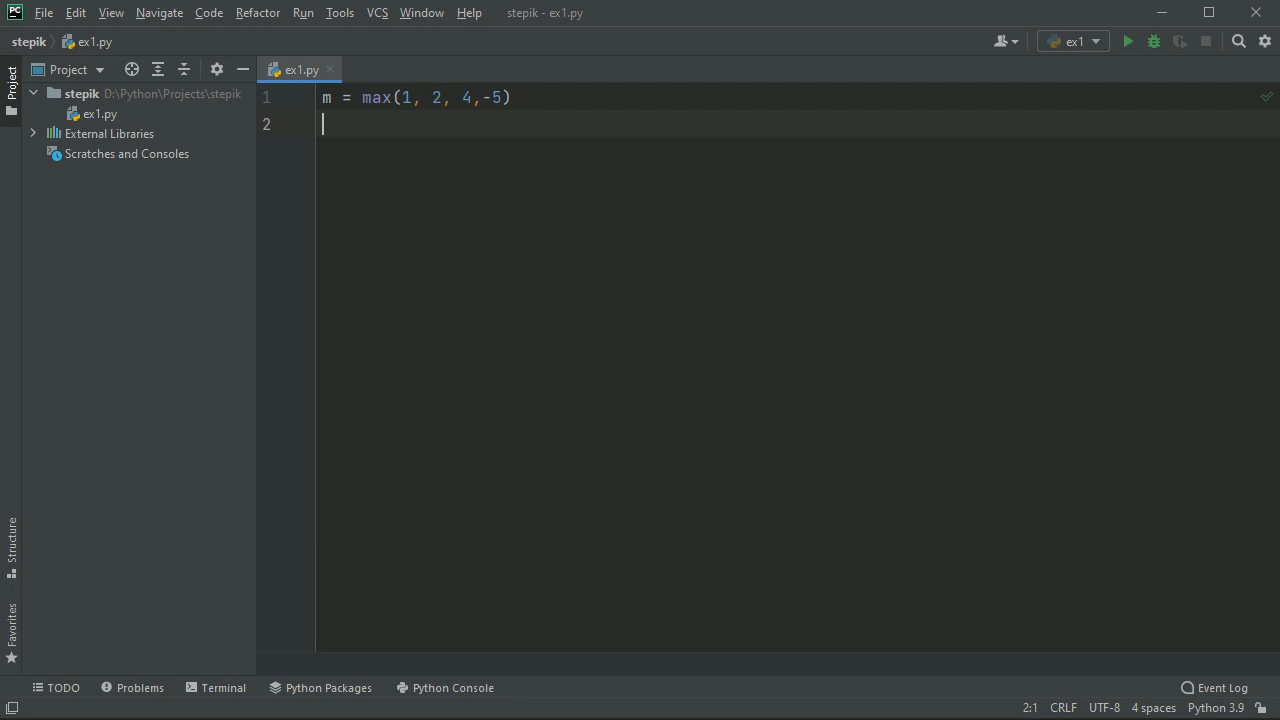 PC File Edit View Navigate Code Refactor Run Tools VCS Window Help stepik - ex1.py
stepik ex1.py ex1
Project
Project
ex1.py
stepik D:\Python\Projects\stepik
ex1.py
External Libraries
Scratches and Consoles
1 m = max(1, 2, 4,-5)
2
Structure
Favorites
TODO Problems Terminal Python Packages Python Console Event Log
2:1 CRLF UTF-8 4 spaces Python 3.9